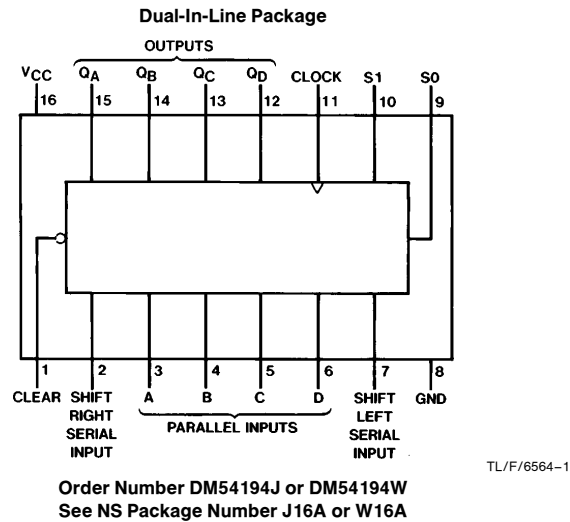 Dual-In-Line Package
OUTPUTS
VCC QA QB QC QD CLOCK S1 S0
16 15 14 13 12 11 10 9
1 2 3 4 5 6 7 8
CLEAR SHIFT RIGHT SERIAL INPUT A B C D SHIFT LEFT SERIAL INPUT GND
PARALLEL INPUTS
TL/F/6564–1
Order Number DM54194J or DM54194W
See NS Package Number J16A or W16A